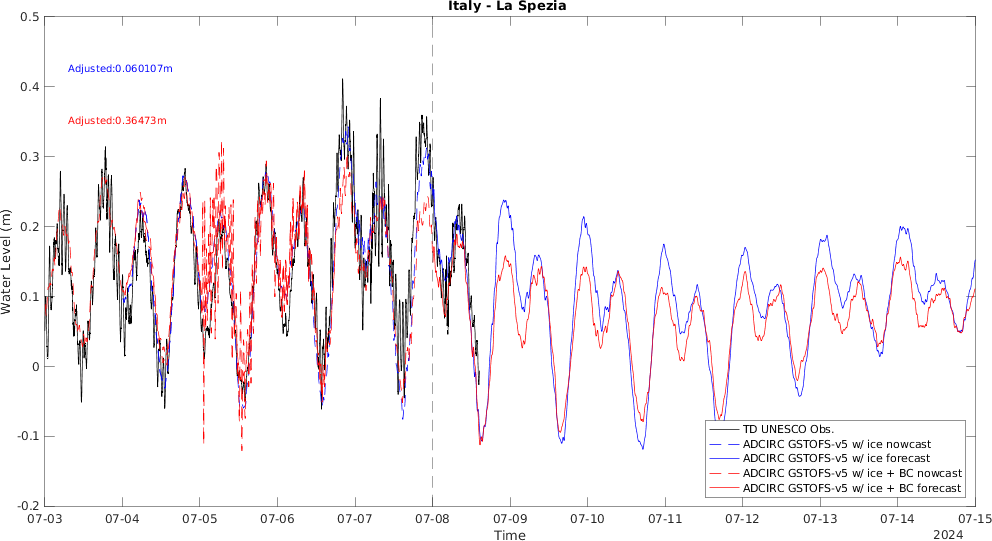 Italy - La Spezia
Water Level (m)
0.5
0.4
0.3
0.2
0.1
0
-0.1
-0.2
Adjusted:0.060107m
Adjusted:0.36473m
TD UNESCO Obs.
ADCIRC GSTOFS-v5 w/ ice nowcast
ADCIRC GSTOFS-v5 w/ ice forecast
ADCIRC GSTOFS-v5 w/ ice + BC nowcast
ADCIRC GSTOFS-v5 w/ ice + BC forecast
07-03 07-04 07-05 07-06 07-07 07-08 07-09 07-10 07-11 07-12 07-13 07-14 07-15
Time
2024